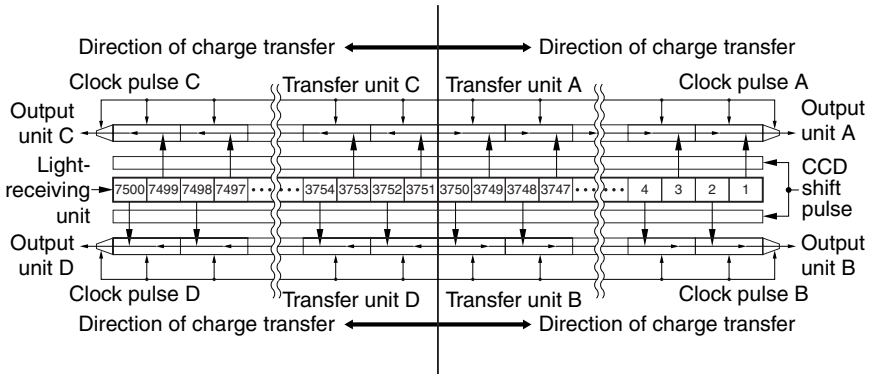 Direction of charge transfer Direction of charge transfer
Clock pulse C Transfer unit C Transfer unit A Clock pulse A
Output unit C
Output unit A
Light-receiving unit
7500 7499 7498 7497 ······ 3754 3753 3752 3751 3750 3749 3748 3747 ······ 4 3 2 1
CCD shift pulse
Output unit D
Output unit B
Clock pulse D Transfer unit D Transfer unit B Clock pulse B
Direction of charge transfer Direction of charge transfer